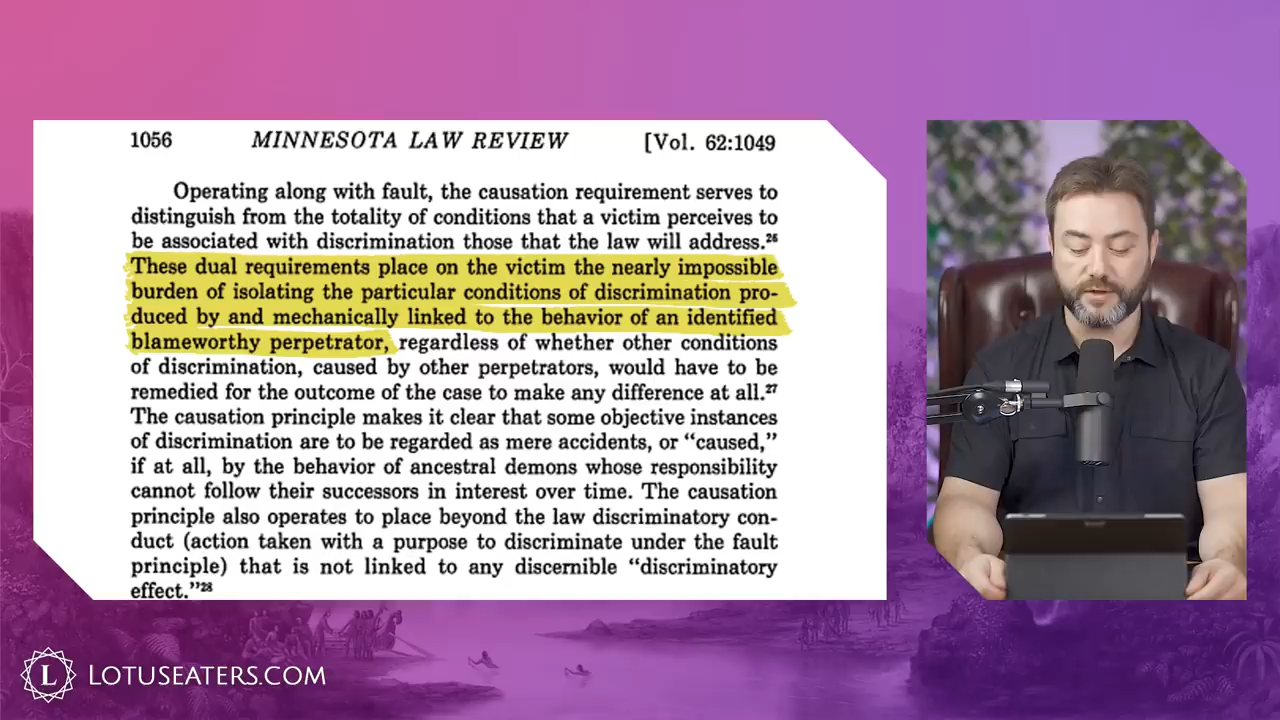 1056 MINNESOTA LAW REVIEW [Vol. 62:1049
Operating along with fault, the causation requirement serves to
distinguish from the totality of conditions that a victim perceives to
be associated with discrimination those that the law will address.²⁶
These dual requirements place on the victim the nearly impossible
burden of isolating the particular conditions of discrimination pro-
duced by and mechanically linked to the behavior of an identified
blameworthy perpetrator, regardless of whether other conditions
of discrimination, caused by other perpetrators, would have to be
remedied for the outcome of the case to make any difference at all.²⁷
The causation principle makes it clear that some objective instances
of discrimination are to be regarded as mere accidents, or “caused,”
if at all, by the behavior of ancestral demons whose responsibility
cannot follow their successors in interest over time. The causation
principle also operates to place beyond the law discriminatory con-
duct (action taken with a purpose to discriminate under the fault
principle) that is not linked to any discernible “discriminatory
effect.”²⁸
L LOTUSEATERS.COM